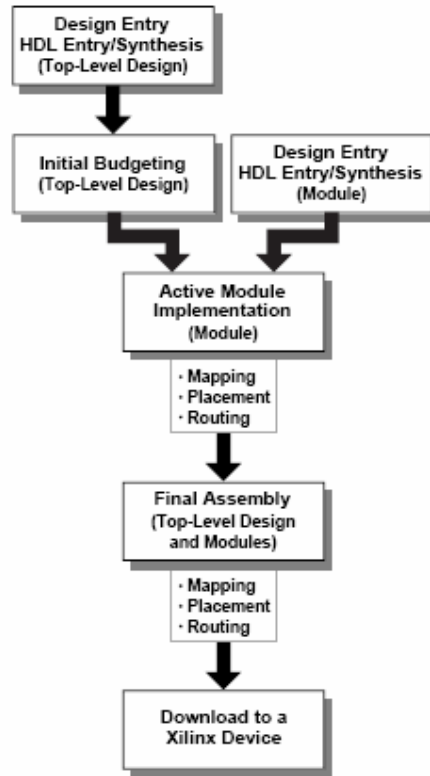 Design Entry
HDL Entry/Synthesis
(Top-Level Design)
Initial Budgeting
(Top-Level Design)
Design Entry
HDL Entry/Synthesis
(Module)
Active Module
Implementation
(Module)
· Mapping
· Placement
· Routing
Final Assembly
(Top-Level Design
and Modules)
· Mapping
· Placement
· Routing
Download to a
Xilinx Device